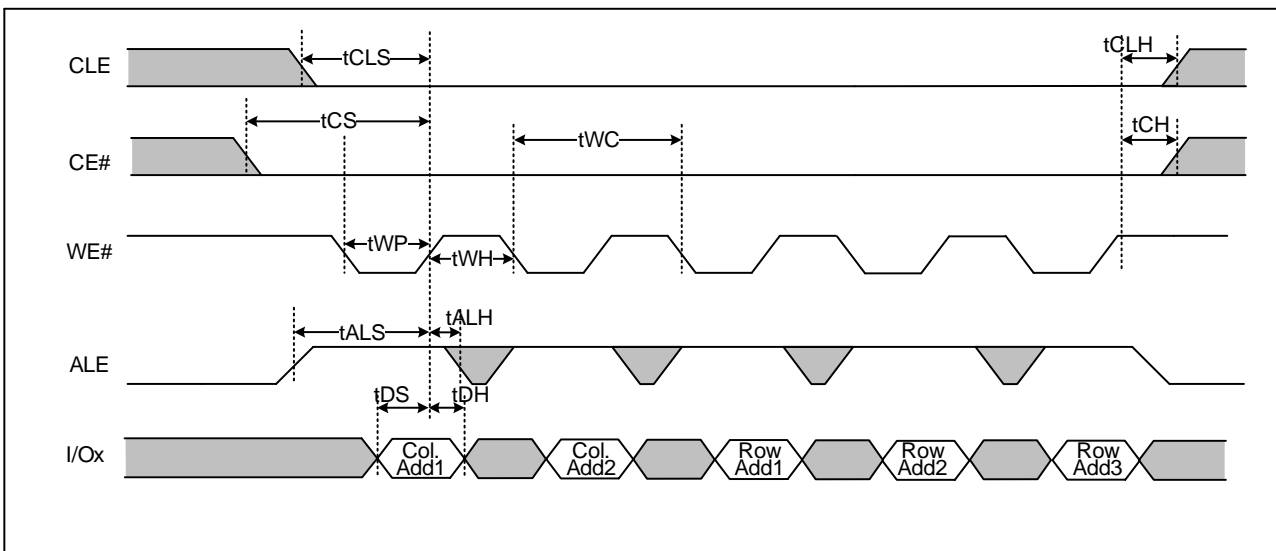 CLE
tCLS
tCLH
CE#
tCS
tWC
tCH
WE#
tWP
tWH
ALE
tALS
tALH
tDS
tDH
I/Ox
Col.
Add1
Col.
Add2
Row
Add1
Row
Add2
Row
Add3